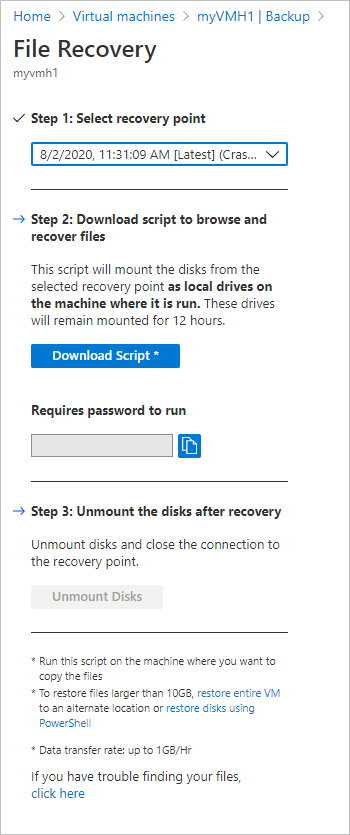 Home > Virtual machines > myVMH1 | Backup >
File Recovery
myvmh1
Step 1: Select recovery point
8/2/2020, 11:31:09 AM [Latest] (Cras...
Step 2: Download script to browse and
recover files
This script will mount the disks from the
selected recovery point as local drives on
the machine where it is run. These drives
will remain mounted for 12 hours.
Download Script *
Requires password to run
Step 3: Unmount the disks after recovery
Unmount disks and close the connection to
the recovery point.
Unmount Disks
* Run this script on the machine where you want to
copy the files
* To restore files larger than 10GB, restore entire VM
to an alternate location or restore disks using
PowerShell
* Data transfer rate: up to 1GB/Hr
If you have trouble finding your files,
click here